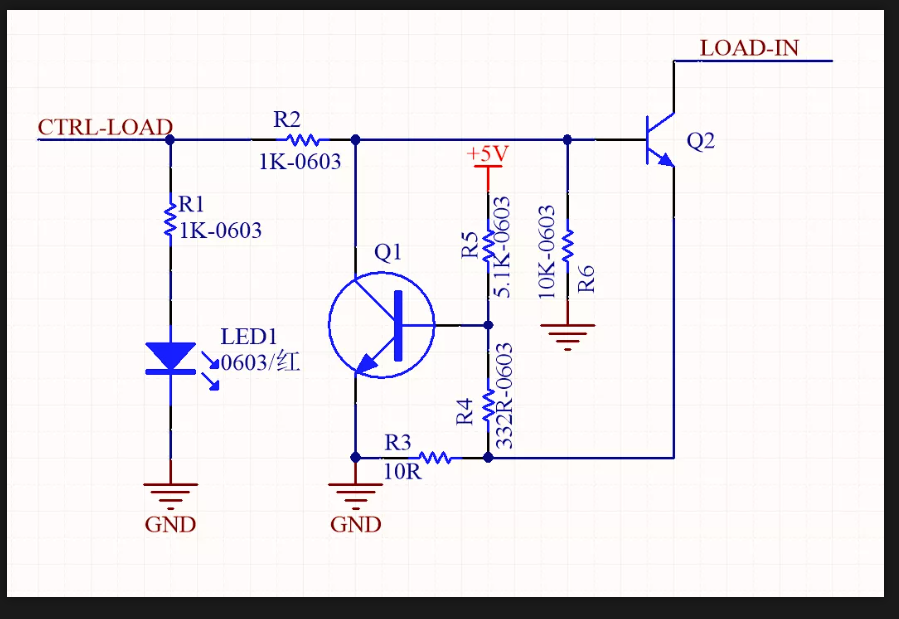 LOAD-IN
CTRL-LOAD
R2
1K-0603
Q2
+5V
R1
1K-0603
R5
5.1K-0603
10K-0603
R6
Q1
LED1
0603/红
R4
332R-0603
R3
10R
GND
GND